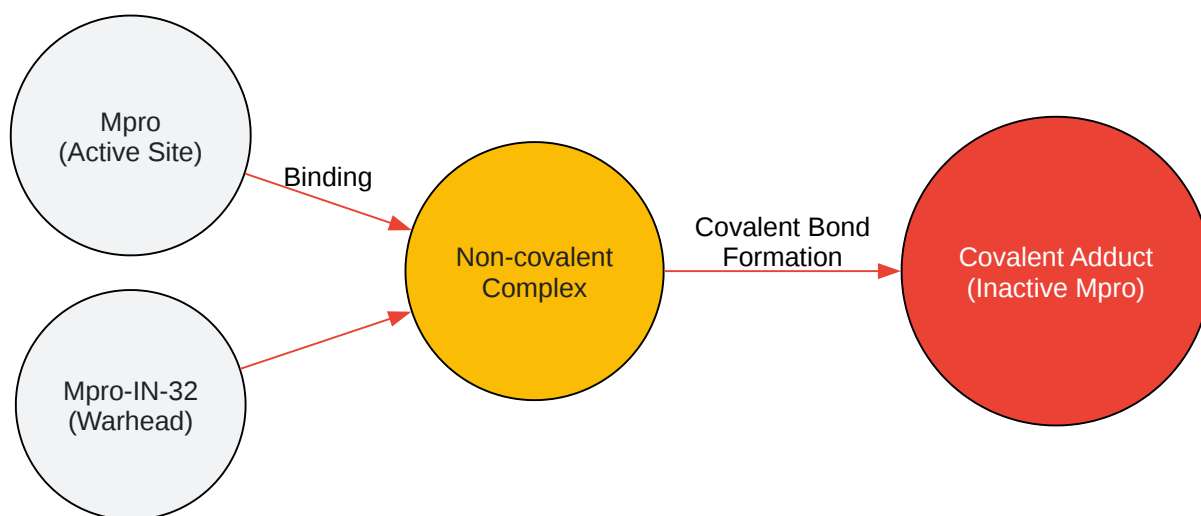 Mpro
(Active Site)
Binding
Mpro-IN-32
(Warhead)
Non-covalent
Complex
Covalent Bond
Formation
Covalent Adduct
(Inactive Mpro)